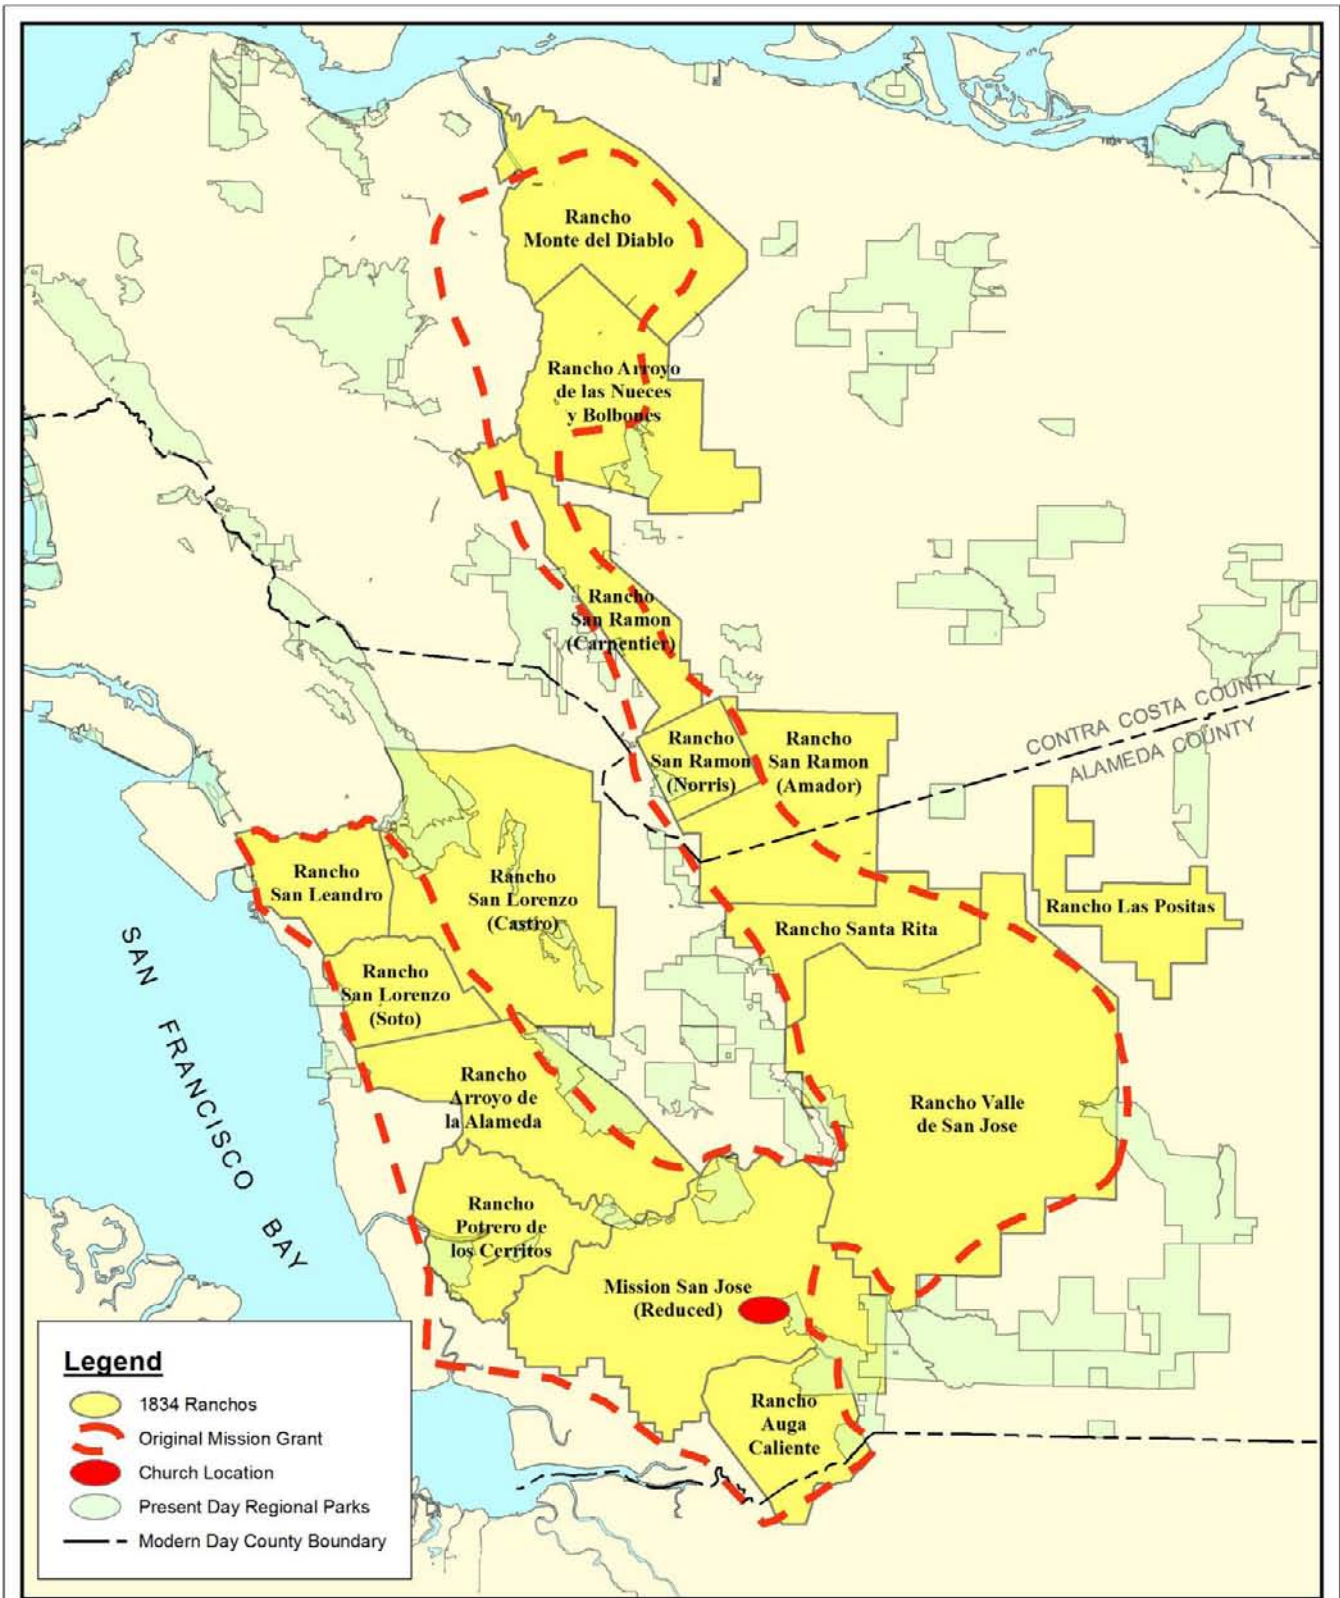 Rancho
Monte del Diablo
Rancho Arroyo
de las Nueces
y Bolbones
Rancho
San Ramon
(Carpentier)
Rancho
San Ramon
(Norris)
Rancho
San Ramon
(Amador)
CONTRA COSTA COUNTY
ALAMEDA COUNTY
Rancho
San Leandro
Rancho
San Lorenzo
(Castro)
Rancho Las Positas
Rancho Santa Rita
Rancho
San Lorenzo
(Soto)
SAN FRANCISCO BAY
Rancho
Arroyo de
la Alameda
Rancho Valle
de San Jose
Rancho
Potrero de
los Cerritos
Mission San Jose
(Reduced)
Rancho
Auga
Caliente
Legend
1834 Ranchos
Original Mission Grant
Church Location
Present Day Regional Parks
Modern Day County Boundary